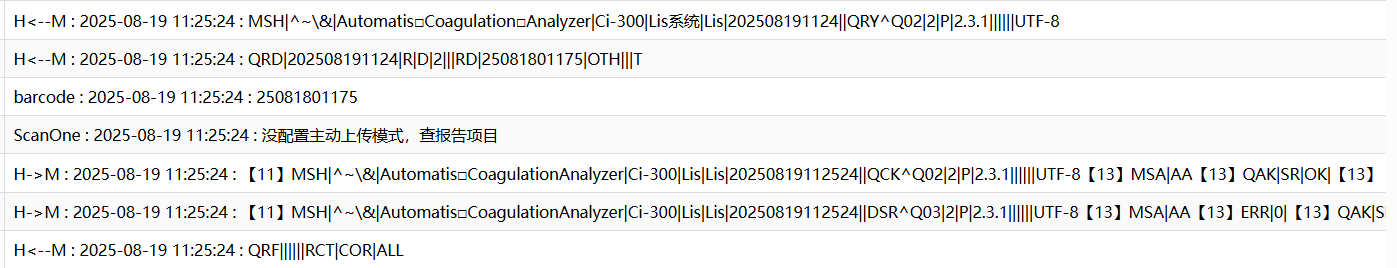 H<--M : 2025-08-19 11:25:24 : MSH|^~\&|Automatis□Coagulation□Analyzer|Ci-300|Lis系统|Lis|202508191124||QRY^Q02|2|P|2.3.1||||||UTF-8
H<--M : 2025-08-19 11:25:24 : QRD|202508191124|R|D|2|||RD|25081801175|OTH|||T
barcode : 2025-08-19 11:25:24 : 25081801175
ScanOne : 2025-08-19 11:25:24 : 没配置主动上传模式，查报告项目
H->M : 2025-08-19 11:25:24 : 【11】MSH|^~\&|Automatis□CoagulationAnalyzer|Ci-300|Lis|Lis|20250819112524||QCK^Q02|2|P|2.3.1||||||UTF-8【13】MSA|AA【13】QAK|SR|OK|【13】
H->M : 2025-08-19 11:25:24 : 【11】MSH|^~\&|Automatis□CoagulationAnalyzer|Ci-300|Lis|Lis|20250819112524||DSR^Q03|2|P|2.3.1||||||UTF-8【13】MSA|AA【13】ERR|0|【13】QAK|S
H<--M : 2025-08-19 11:25:24 : QRF||||||RCT|COR|ALL